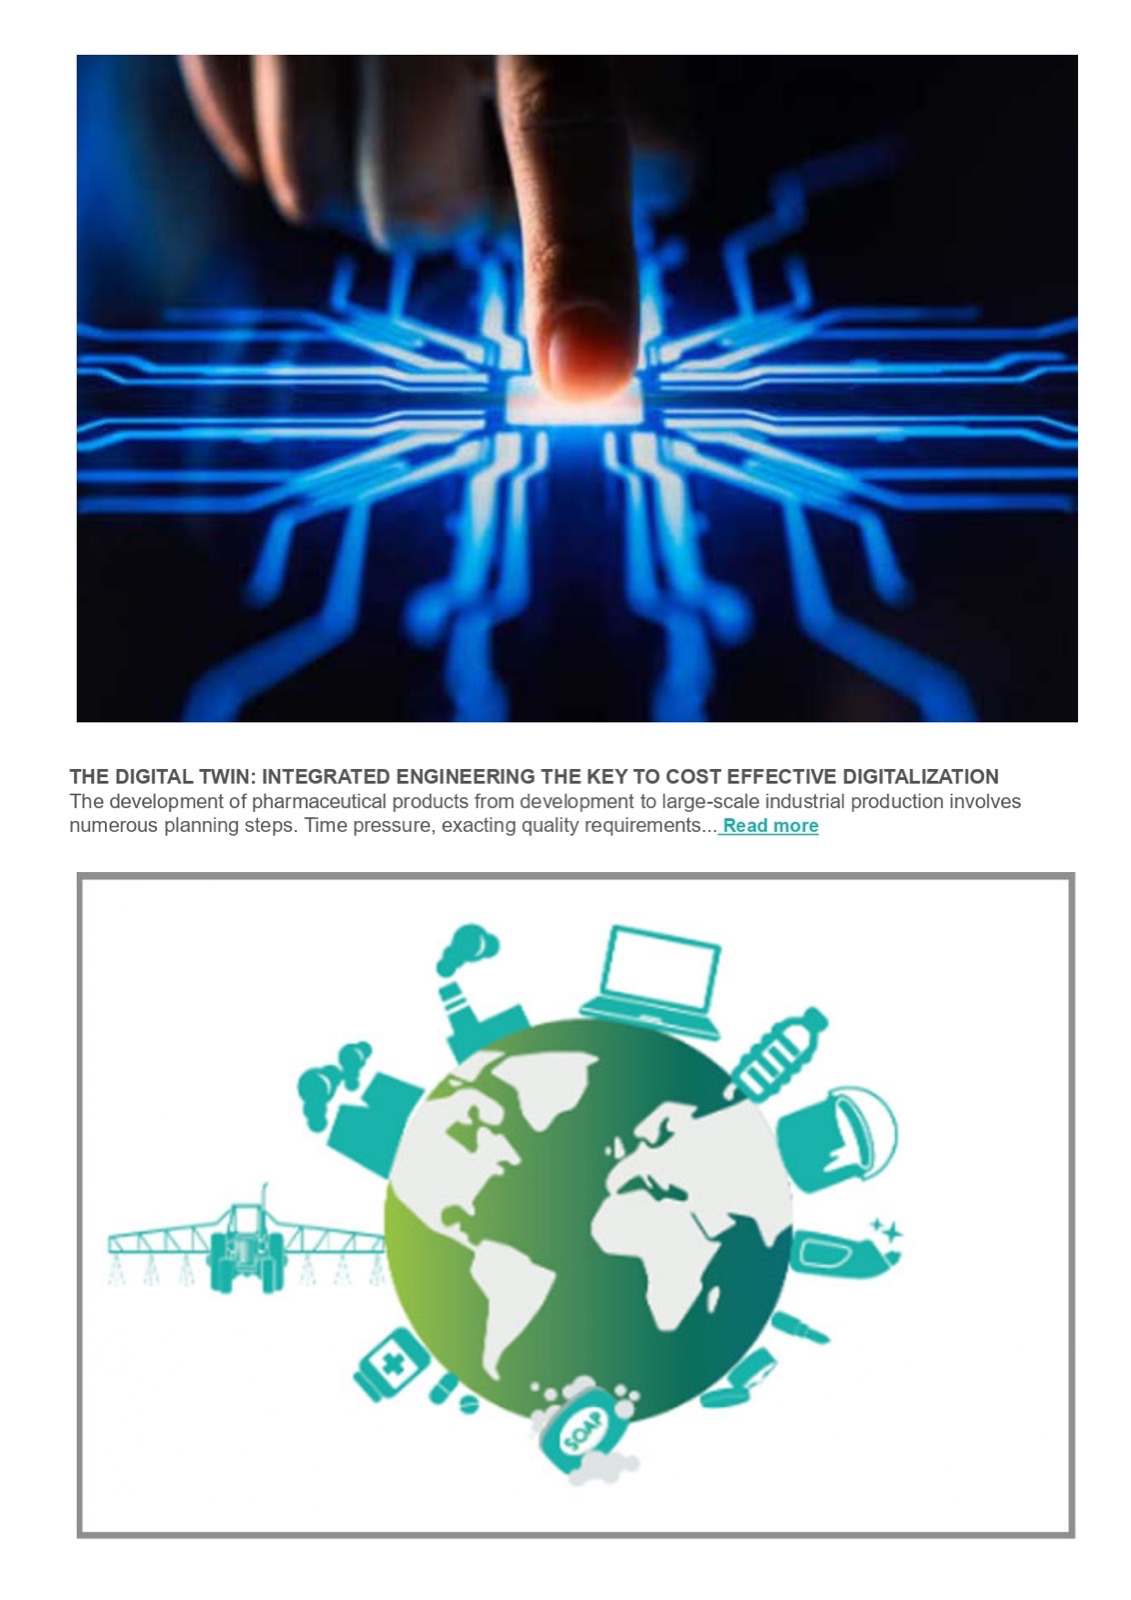 THE DIGITAL TWIN: INTEGRATED ENGINEERING THE KEY TO COST EFFECTIVE DIGITALIZATION
The development of pharmaceutical products from development to large-scale industrial production involves
numerous planning steps. Time pressure, exacting quality requirements... Read more
SOAP